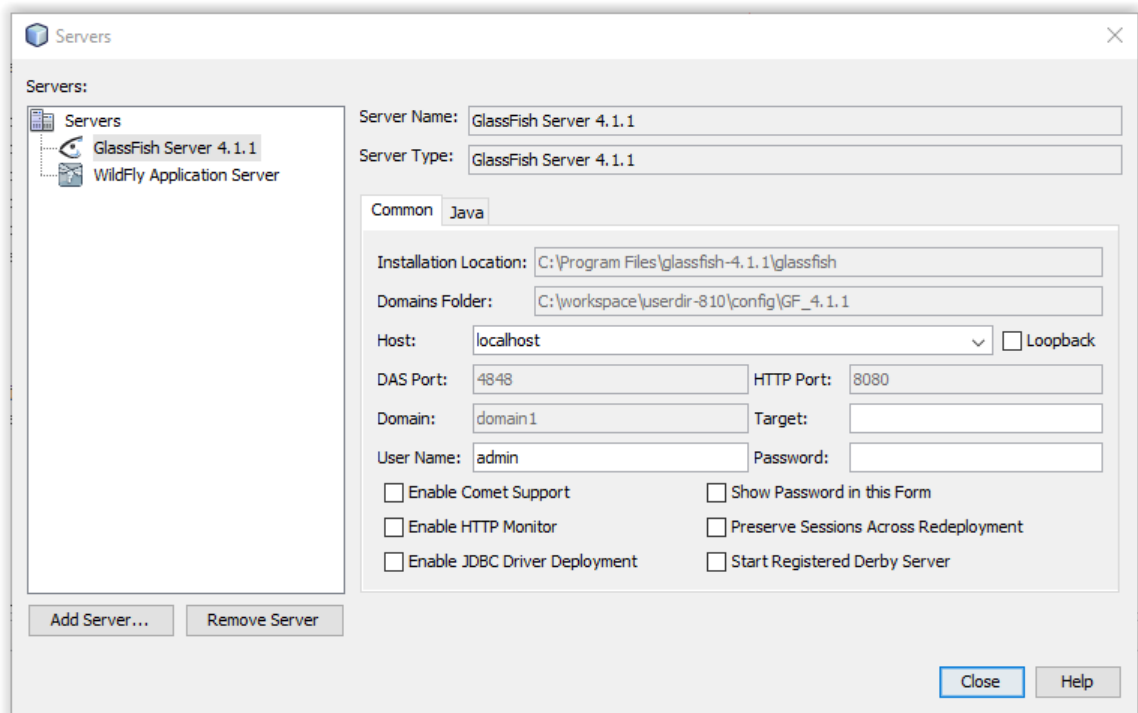 Servers
Servers:
Servers
GlassFish Server 4.1.1
WildFly Application Server
Add Server...
Remove Server
Server Name: GlassFish Server 4.1.1
Server Type: GlassFish Server 4.1.1
Common Java
Installation Location: C:\Program Files\glassfish-4.1.1\glassfish
Domains Folder: C:\workspace\userdir-810\config\GF_4.1.1
Host: localhost Loopback
DAS Port: 4848 HTTP Port: 8080
Domain: domain1 Target:
User Name: admin Password:
Enable Comet Support Show Password in this Form
Enable HTTP Monitor Preserve Sessions Across Redeployment
Enable JDBC Driver Deployment Start Registered Derby Server
Close Help